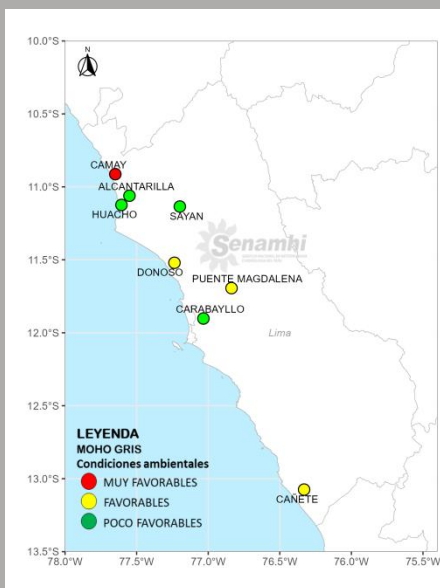 10.0°S
N
10.5°S
CAMAY
11.0°S
ALCANTARILLA
HUACHO
SAYAN
Senamhi
11.5°S
DONOSO
PUENTE MAGDALENA
CARABAYLLO
12.0°S
Lima
12.5°S
LEYENDA
MOHO GRIS
Condiciones ambientales
MUY FAVORABLES
FAVORABLES
POCO FAVORABLES
13.0°S
CAÑETE
13.5°S
78.0°W 77.5°W 77.0°W 76.5°W 76.0°W 75.5°W